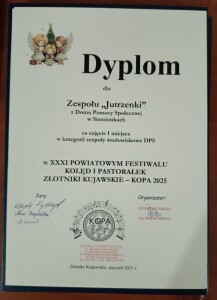 Dyplom
dla
Zespołu „Jutrzenki”
z Domu Pomocy Społecznej
w Siemionkach
za zajęcie I miejsca
w kategorii zespoły środowiskowe DPS
w XXXI POWIATOWYM FESTIWALU
KOLĘD I PASTORAŁEK
ZŁOTNIKI KUJAWSKIE – KOPA 2025
Jury:
Organizator:
KOPA
Złotniki Kujawskie, styczeń 2025 r.